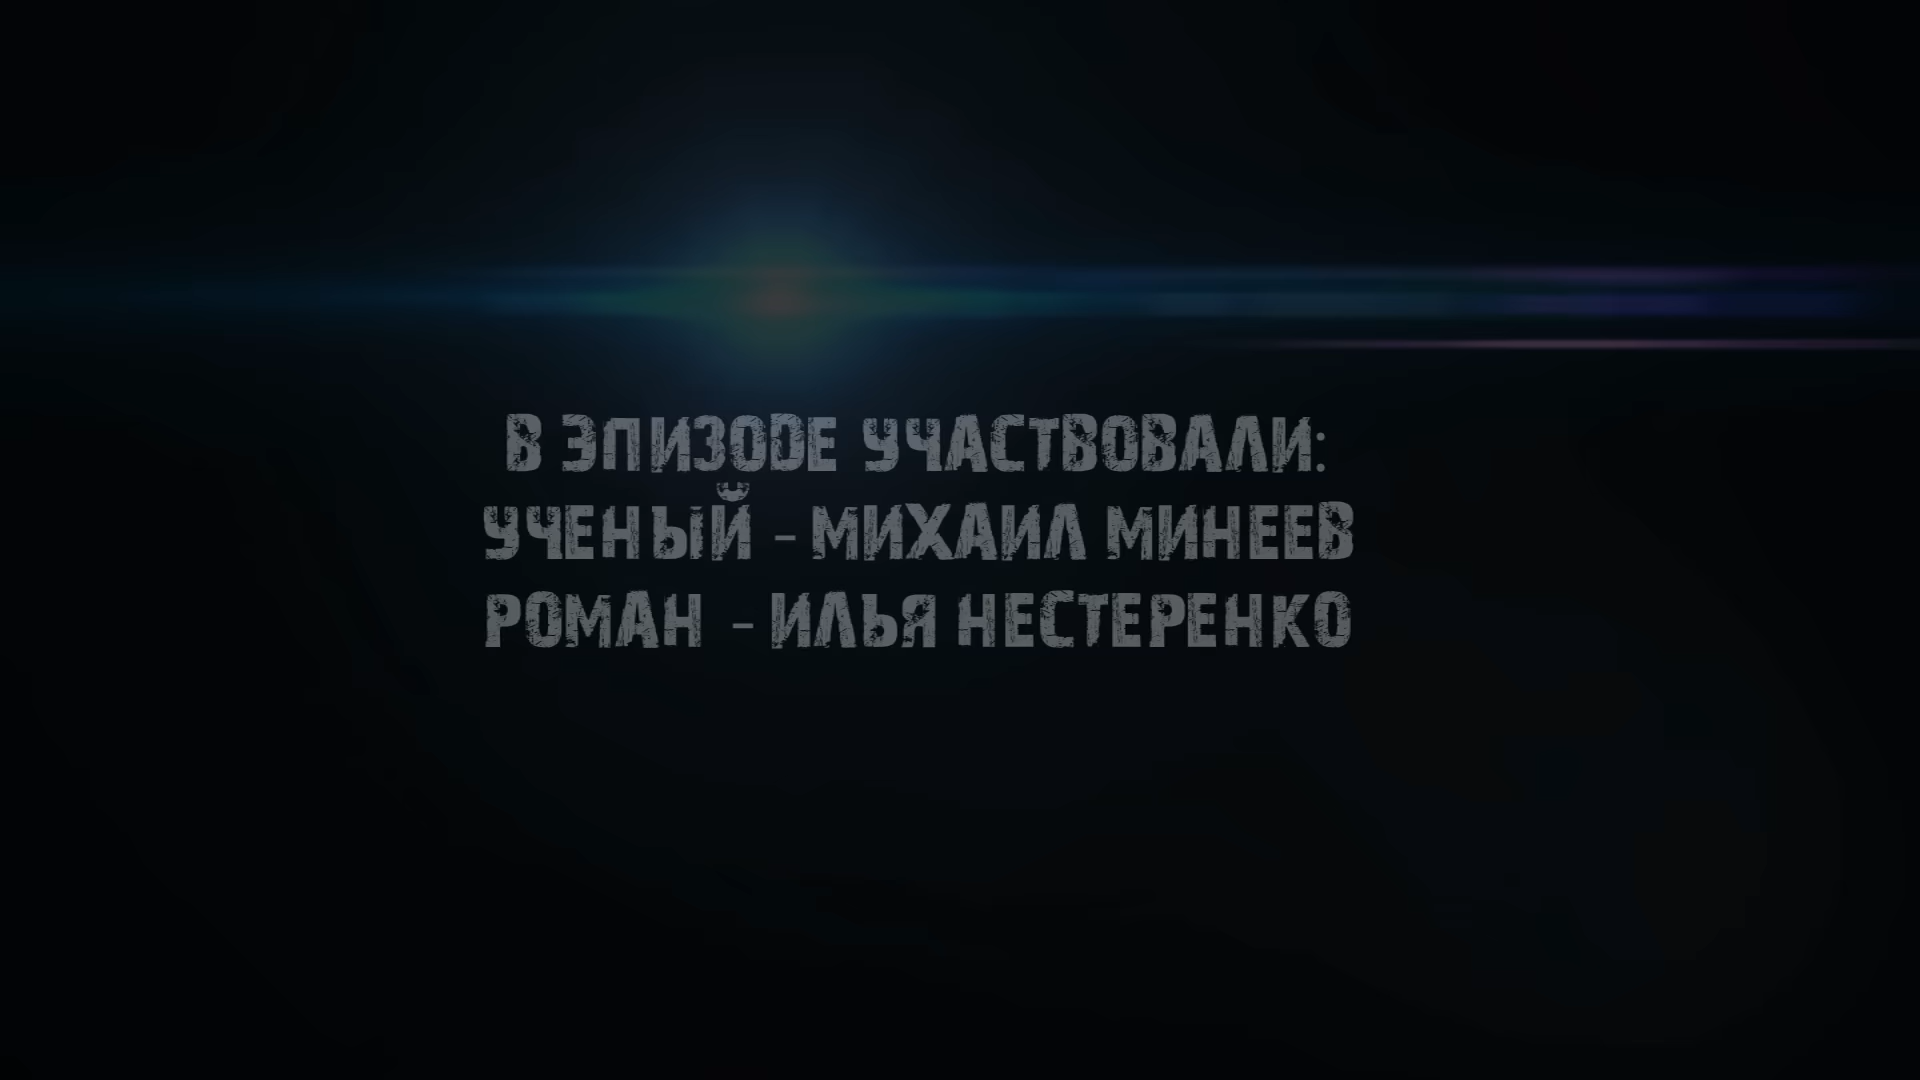 В ЭПИЗОДЕ УЧАСТВОВАЛИ:
УЧЕНЫЙ - МИХАИЛ МИНЕЕВ
РОМАН - ИЛЬЯ НЕСТЕРЕНКО